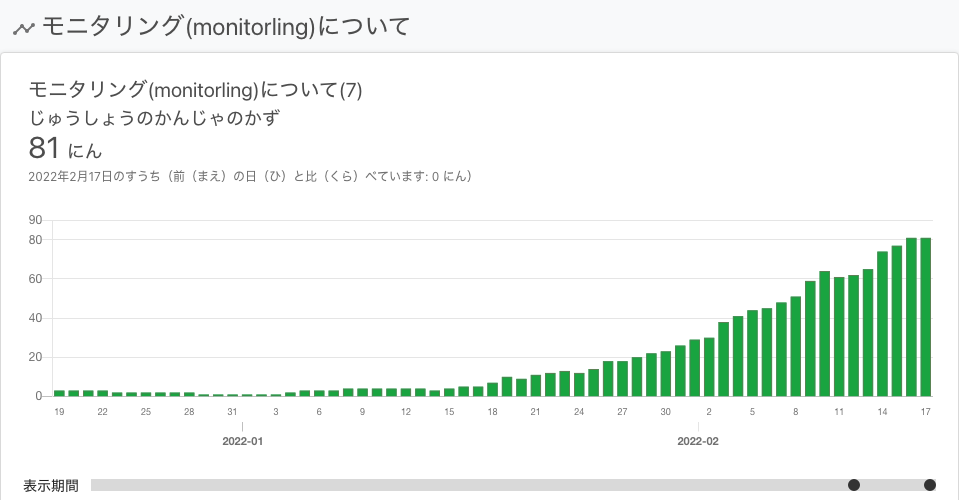 モニタリング(monitorling)について
モニタリング(monitorling)について(7)
じゅうしょうのかんじゃのかず
81 にん
2022年2月17日のすうち（前（まえ）の日（ひ）と比（くら）べています: 0 にん）
90
80
60
40
20
0
19 22 25 28 31 3 6 9 12 15 18 21 24 27 30 2 5 8 11 14 17
2022-01 2022-02
表示期間